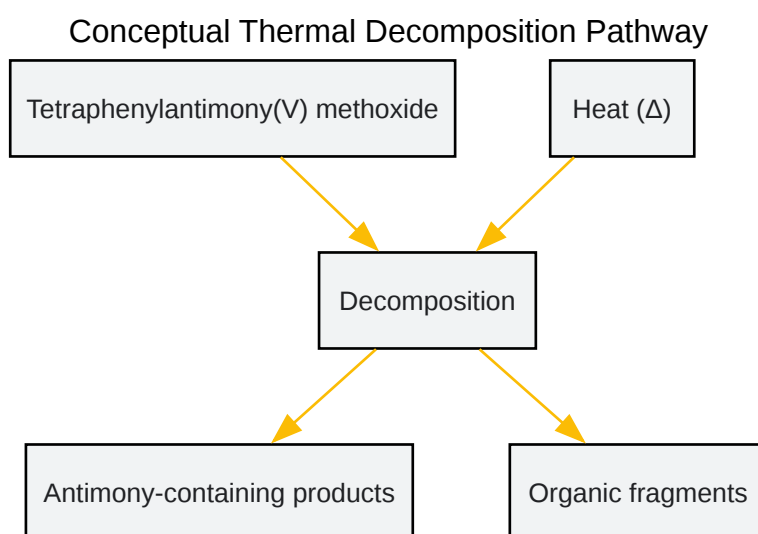 Conceptual Thermal Decomposition Pathway
Tetraphenylantimony(V) methoxide
Heat (Δ)
Decomposition
Antimony-containing products
Organic fragments